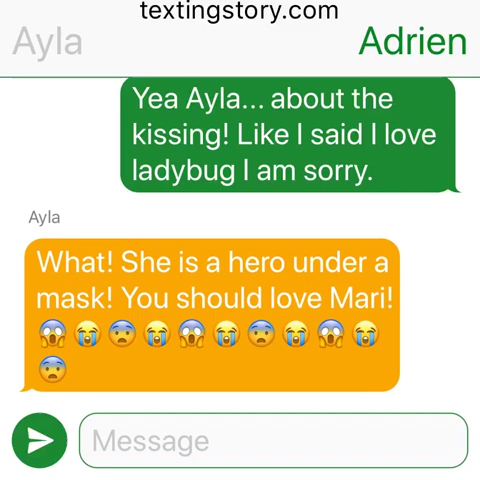 textingstory.com
Ayla
Adrien
Yea Ayla... about the
kissing! Like I said I love
ladybug I am sorry.
Ayla
What! She is a hero under a
mask! You should love Mari!
😱😭😨😭😱😭😨😭😱😭
😨
Message